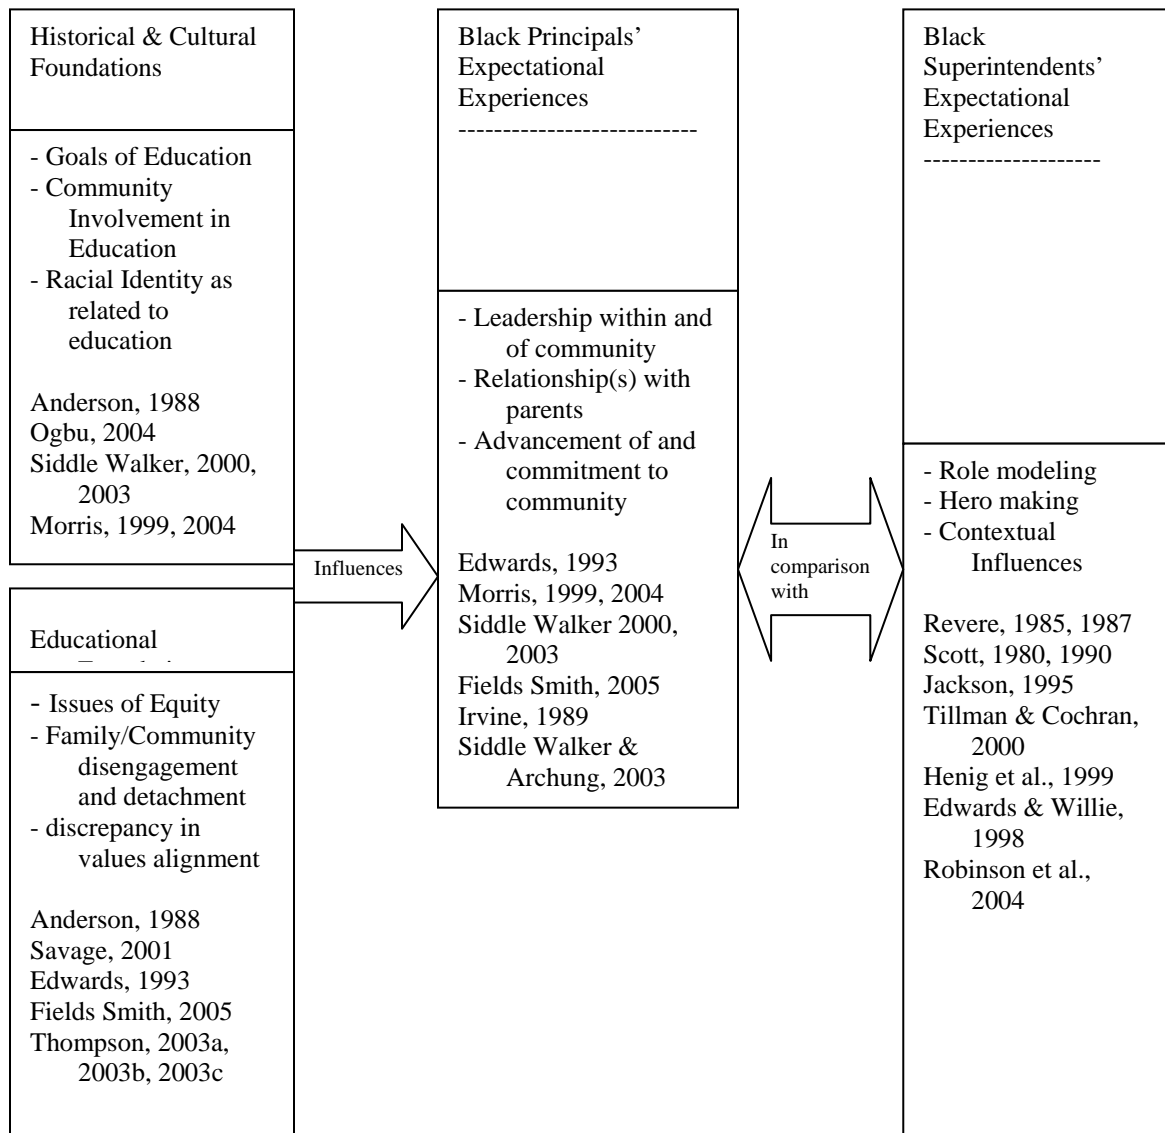 Historical & Cultural
Foundations
- Goals of Education
- Community
Involvement in
Education
- Racial Identity as
related to
education
Anderson, 1988
Ogbu, 2004
Siddle Walker, 2000,
2003
Morris, 1999, 2004
Educational
- Issues of Equity
- Family/Community
disengagement
and detachment
- discrepancy in
values alignment
Anderson, 1988
Savage, 2001
Edwards, 1993
Fields Smith, 2005
Thompson, 2003a,
2003b, 2003c
Influences
Black Principals’
Expectational
Experiences
---------------------------
- Leadership within and
of community
- Relationship(s) with
parents
- Advancement of and
commitment to
community
Edwards, 1993
Morris, 1999, 2004
Siddle Walker 2000,
2003
Fields Smith, 2005
Irvine, 1989
Siddle Walker &
Archung, 2003
In
comparison
with
Black
Superintendents’
Expectational
Experiences
--------------------
- Role modeling
- Hero making
- Contextual
Influences
Revere, 1985, 1987
Scott, 1980, 1990
Jackson, 1995
Tillman & Cochran,
2000
Henig et al., 1999
Edwards & Willie,
1998
Robinson et al.,
2004